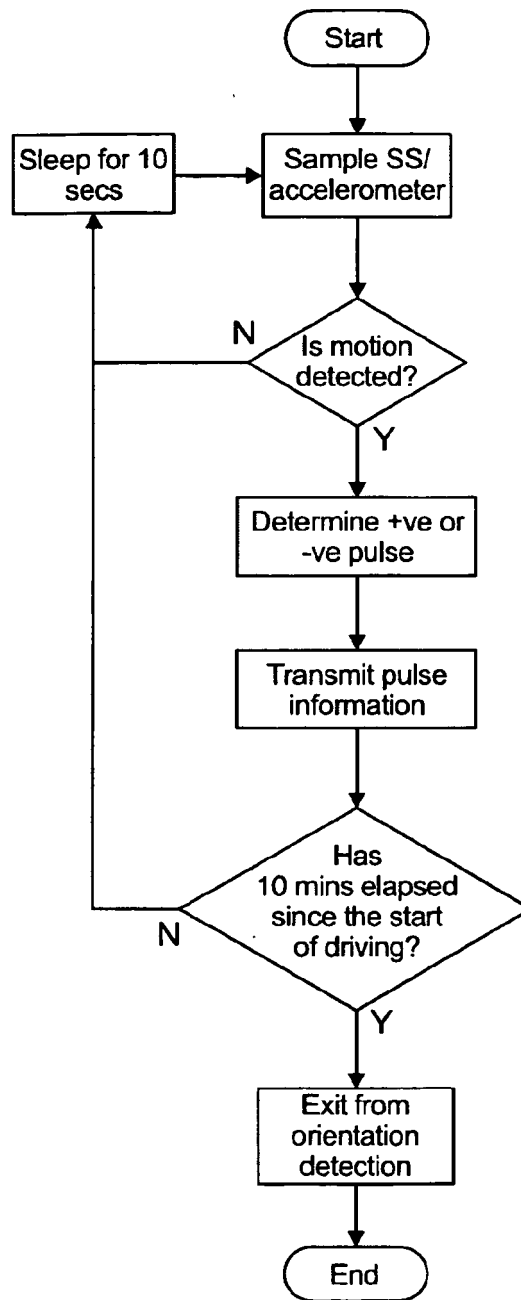 Start
Sleep for 10
secs
Sample SS/
accelerometer
N
Is motion
detected?
Y
Determine +ve or
-ve pulse
Transmit pulse
information
Has
10 mins elapsed
since the start
of driving?
N
Y
Exit from
orientation
detection
End